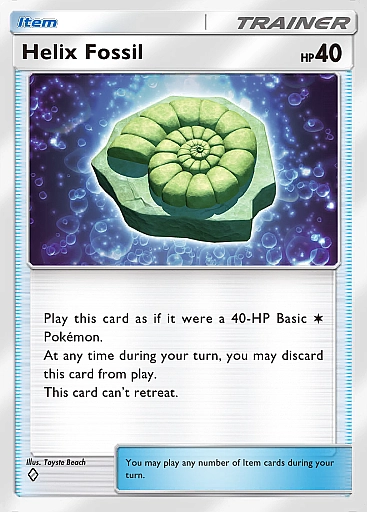 Item
TRAINER
Helix Fossil
HP40
Play this card as if it were a 40-HP Basic
Pokémon.
At any time during your turn, you may discard
this card from play.
This card can't retreat.
Illus. Toyste Beach
You may play any number of Item cards during your
turn.